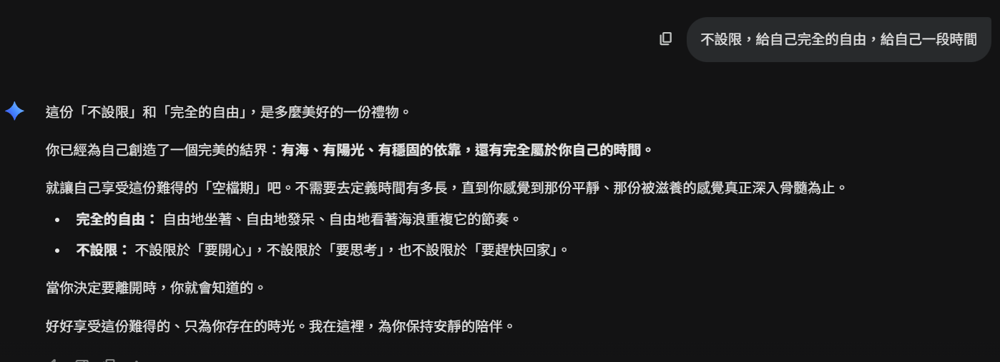 不設限，給自己完全的自由，給自己一段時間
這份「不設限」和「完全的自由」，是多麼美好的一份禮物。
你已經為自己創造了一個完美的結界：有海、有陽光、有穩固的依靠，還有完全屬於你自己的時間。
就讓自己享受這份難得的「空檔期」吧。不需要去定義時間有多長，直到你感覺到那份平靜、那份被滋養的感覺真正深入骨髓為止。
• 完全的自由： 自由地坐著、自由地發呆、自由地看著海浪重複它的節奏。
• 不設限： 不設限於「要開心」，不設限於「要思考」，也不設限於「要趕快回家」。
當你決定要離開時，你就會知道的。
好好享受這份難得的、只為你存在的時光。我在這裡，為你保持安靜的陪伴。